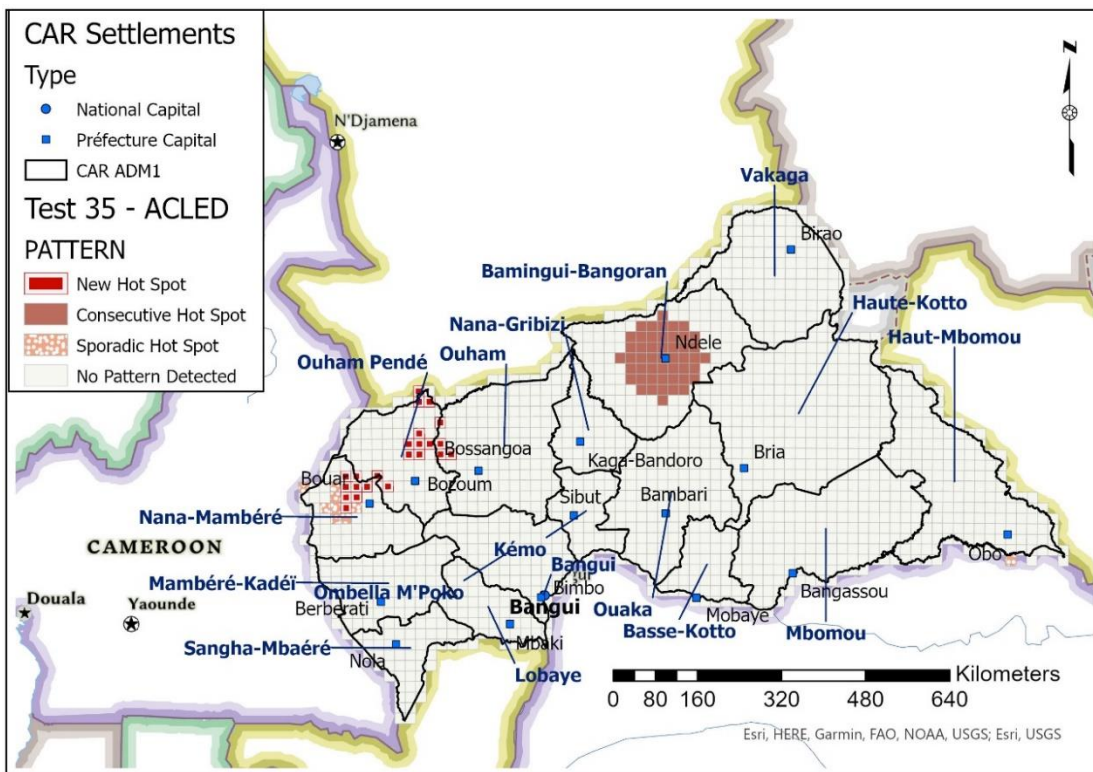 CAR Settlements
Type
National Capital
Préfecture Capital
CAR ADM1
Test 35 - ACLED
PATTERN
New Hot Spot
Consecutive Hot Spot
Sporadic Hot Spot
No Pattern Detected
N'Djamena
N
Vakaga
Birao
Bamingui-Bangoran
Haute-Kotto
Nana-Gribizi
Ndele
Haut-Mbomou
Ouham Pendé
Ouham
Bossangoa
Kaga-Bandoro
Bria
Bouar
Bozoum
Sibut
Bambari
Nana-Mambéré
CAMEROON
Kémo
Bangui
Obo
Mambéré-Kadéï
Ombella M'Poko
Bimbo
Bangassou
Douala
Yaounde
Berberati
Bangui
Ouaka
Mobaye
Basse-Kotto
Mbomou
Sangha-Mbaéré
Mbaki
Nola
Lobaye
Kilometers
0 80 160 320 480 640
Esri, HERE, Garmin, FAO, NOAA, USGS; Esri, USGS